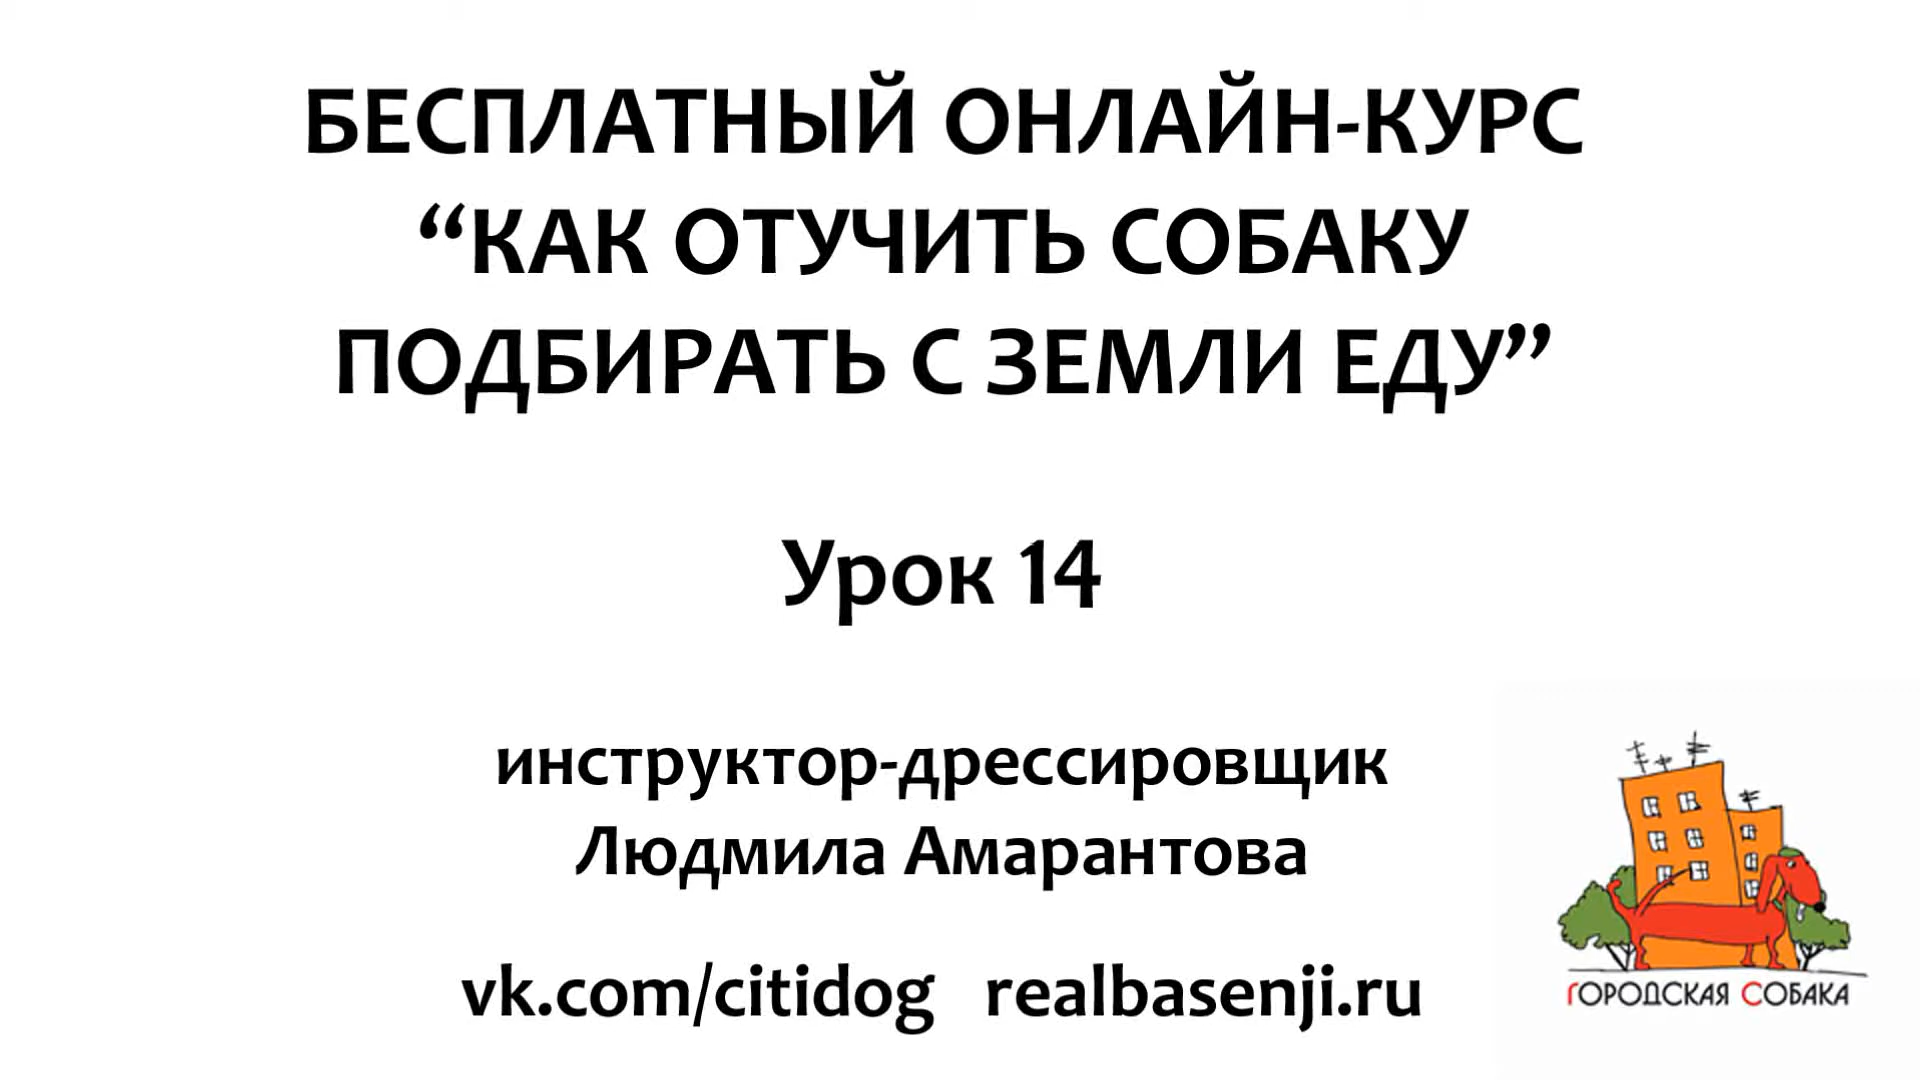 БЕСПЛАТНЫЙ ОНЛАЙН-КУРС
“КАК ОТУЧИТЬ СОБАКУ
ПОДБИРАТЬ С ЗЕМЛИ ЕДУ”
Урок 14
инструктор-дрессировщик
Людмила Амарантова
vk.com/citidog realbasenji.ru
ГОРОДСКАЯ СОБАКА